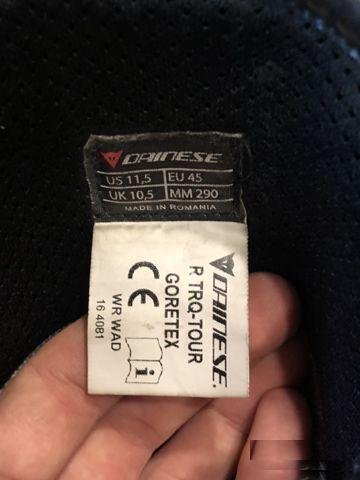 DAINESE
US 11,5 EU 45
UK 10,5 MM 290
MADE IN ROMANIA
DAINESE
R TRQ-TOUR
GORETEX
CE
i
WR WAD
16 4081